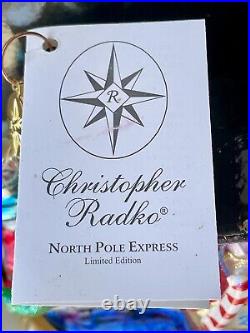 R
Christopher
Radko®
NORTH POLE EXPRESS
Limited Edition